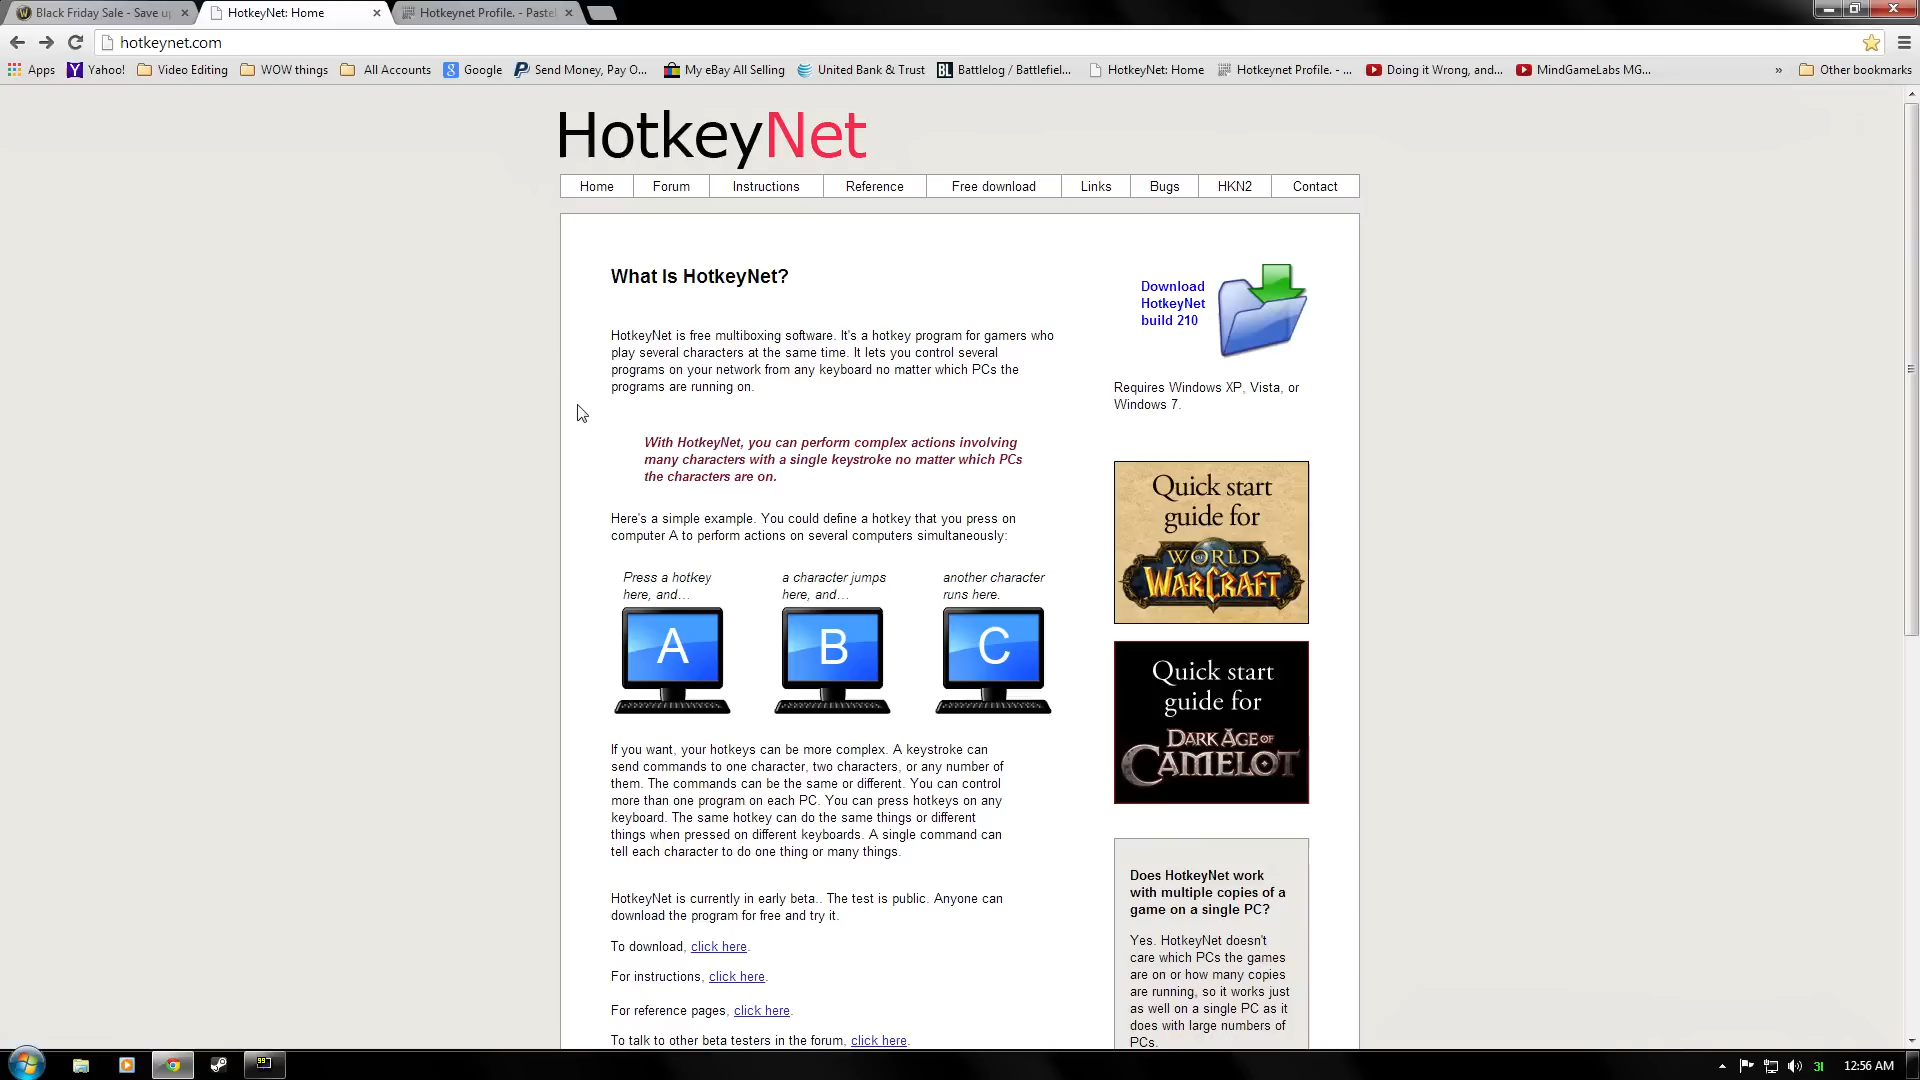 Black Friday Sale - Save u
HotkeyNet: Home
Hotkeynet Profile. - Paste
hotkeynet.com
Apps
Yahoo!
Video Editing
WOW things
All Accounts
Google
Send Money, Pay O...
My eBay All Selling
United Bank & Trust
Battlelog / Battlefiel...
HotkeyNet: Home
Hotkeynet Profile. - ...
Doing it Wrong, and...
MindGameLabs MG...
»
Other bookmarks
HotkeyNet
Home
Forum
Instructions
Reference
Free download
Links
Bugs
HKN2
Contact
What Is HotkeyNet?
HotkeyNet is free multiboxing software. It's a hotkey program for gamers who
play several characters at the same time. It lets you control several
programs on your network from any keyboard no matter which PCs the
programs are running on.
With HotkeyNet, you can perform complex actions involving
many characters with a single keystroke no matter which PCs
the characters are on.
Here's a simple example. You could define a hotkey that you press on
computer A to perform actions on several computers simultaneously:
Press a hotkey
here, and…
a character jumps
here, and…
another character
runs here.
A
B
C
If you want, your hotkeys can be more complex. A keystroke can
send commands to one character, two characters, or any number of
them. The commands can be the same or different. You can control
more than one program on each PC. You can press hotkeys on any
keyboard. The same hotkey can do the same things or different
things when pressed on different keyboards. A single command can
tell each character to do one thing or many things.
HotkeyNet is currently in early beta.. The test is public. Anyone can
download the program for free and try it.
To download, click here.
For instructions, click here.
For reference pages, click here.
To talk to other beta testers in the forum, click here.
Download
HotkeyNet
build 210
Requires Windows XP, Vista, or
Windows 7.
Quick start
guide for
WORLD
OF
WARCRAFT
Quick start
guide for
DARK AGE OF
CAMELOT
Does HotkeyNet work
with multiple copies of a
game on a single PC?
Yes. HotkeyNet doesn't
care which PCs the games
are on or how many copies
are running, so it works just
as well on a single PC as it
does with large numbers of
PCs.
99
31
12:56 AM